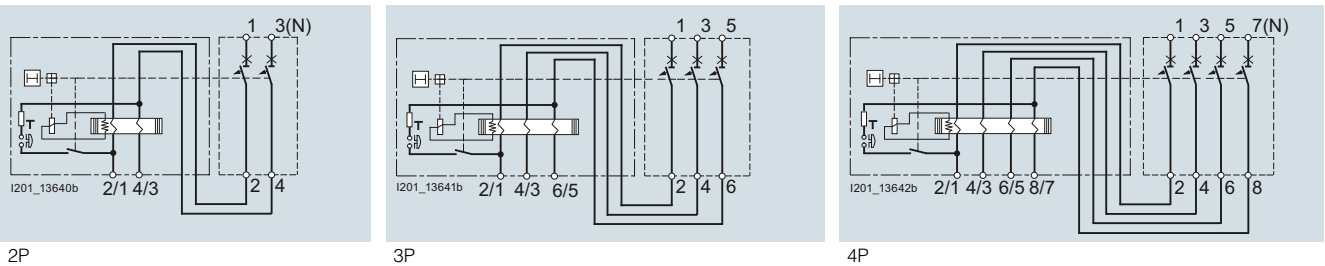 1 3(N)
T
I201_13640b
2/1 4/3
2 4
2P
1 3 5
T
I201_13641b
2/1 4/3 6/5
2 4 6
3P
1 3 5 7(N)
T
I201_13642b
2/1 4/3 6/5 8/7
2 4 6 8
4P